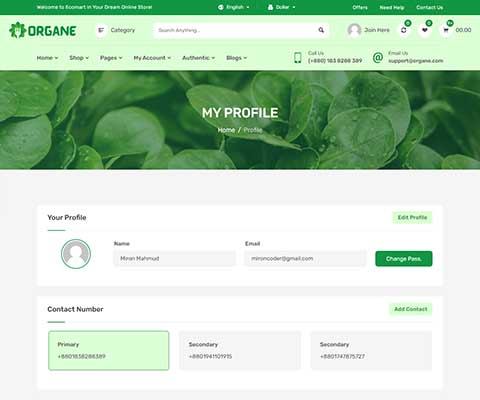 Welcome to Ecomart in Your Dream Online Store!
English
Dollar
Offers
Need Help
Contact Us
ORGANE
Category
Search Anything...
Join Here
0
0
9+
00.00
Home
Shop
Pages
My Account
Authentic
Blogs
Call Us
(+880) 183 8288 389
Email Us
support@organe.com
MY PROFILE
Home / Profile
Your Profile
Edit Profile
Name
Email
Miron Mahmud
mironcoder@gmail.com
Change Pass.
Contact Number
Add Contact
Primary
+8801838288389
Secondary
+8801941101915
Secondary
+8801747875727